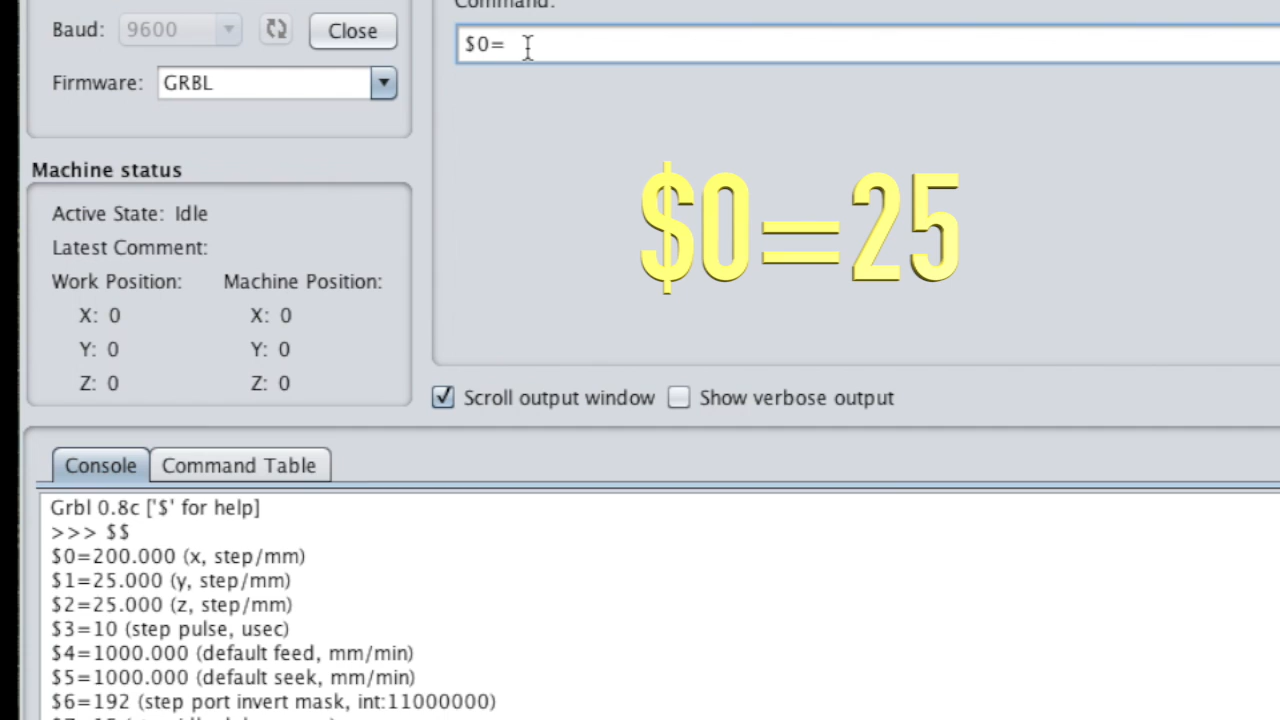 Command:
Baud: 9600 Close
$0=
Firmware: GRBL
$0=25
Machine status
Active State: Idle
Latest Comment:
Work Position: Machine Position:
X: 0 X: 0
Y: 0 Y: 0
Z: 0 Z: 0
Scroll output window Show verbose output
Console Command Table
Grbl 0.8c ['$' for help]
>>> $$
$0=200.000 (x, step/mm)
$1=25.000 (y, step/mm)
$2=25.000 (z, step/mm)
$3=10 (step pulse, usec)
$4=1000.000 (default feed, mm/min)
$5=1000.000 (default seek, mm/min)
$6=192 (step port invert mask, int:11000000)